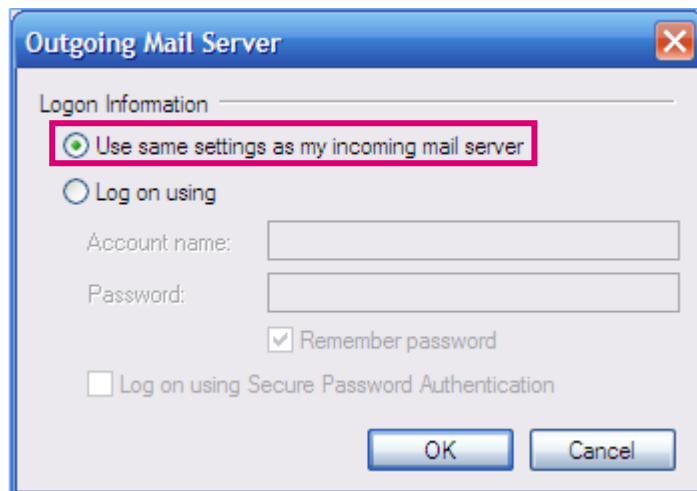 Outgoing Mail Server
Logon Information
Use same settings as my incoming mail server
Log on using
Account name:
Password:
Remember password
Log on using Secure Password Authentication
OK Cancel